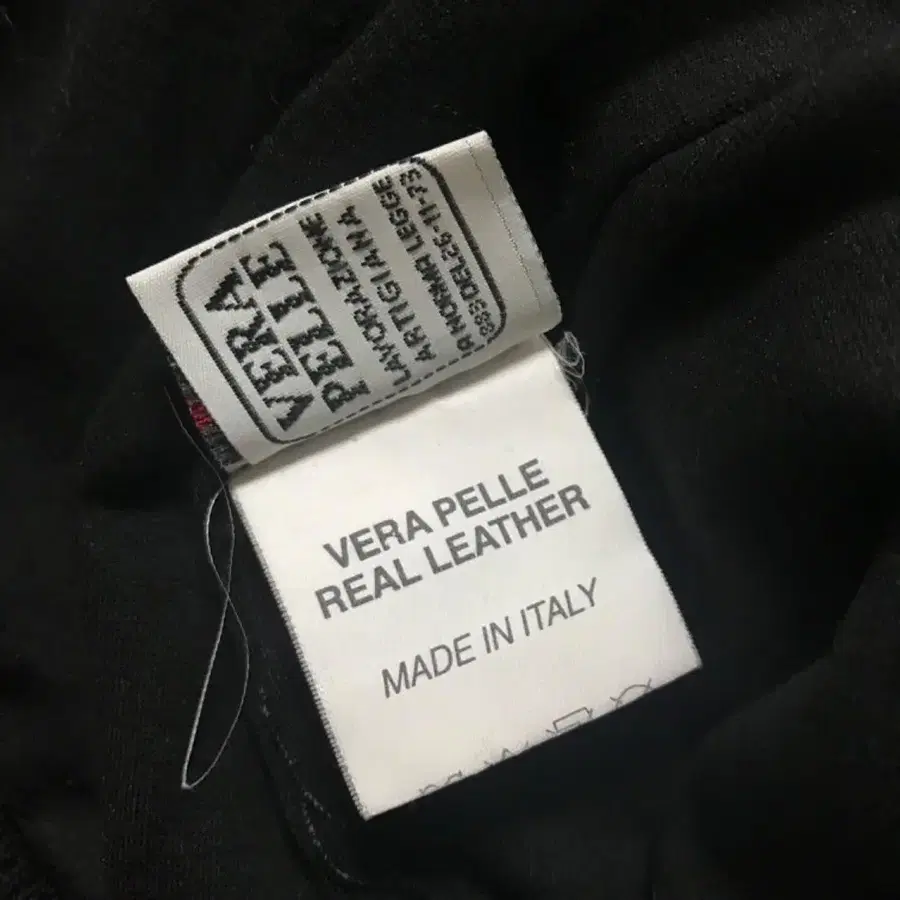 VERA
PELLE
LAVORAZIONE
ARTIGIANA
A NORMA LEGGE
883 DEL 26-11-73
VERA PELLE
REAL LEATHER
MADE IN ITALY